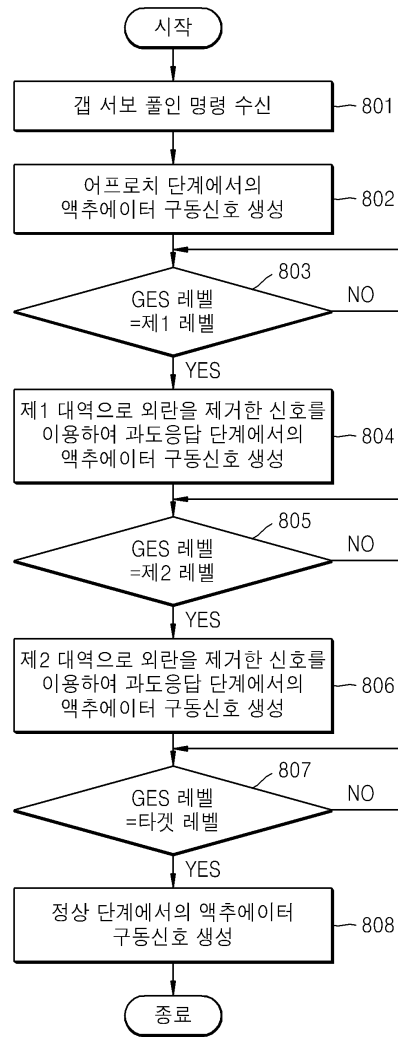 시작
갭 서보 풀인 명령 수신
801
어프로치 단계에서의
액추에이터 구동신호 생성
802
803
GES 레벨
=제1 레벨
NO
YES
제1 대역으로 외란을 제거한 신호를
이용하여 과도응답 단계에서의
액추에이터 구동신호 생성
804
805
GES 레벨
=제2 레벨
NO
YES
제2 대역으로 외란을 제거한 신호를
이용하여 과도응답 단계에서의
액추에이터 구동신호 생성
806
807
GES 레벨
=타겟 레벨
NO
YES
정상 단계에서의 액추에이터
구동신호 생성
808
종료